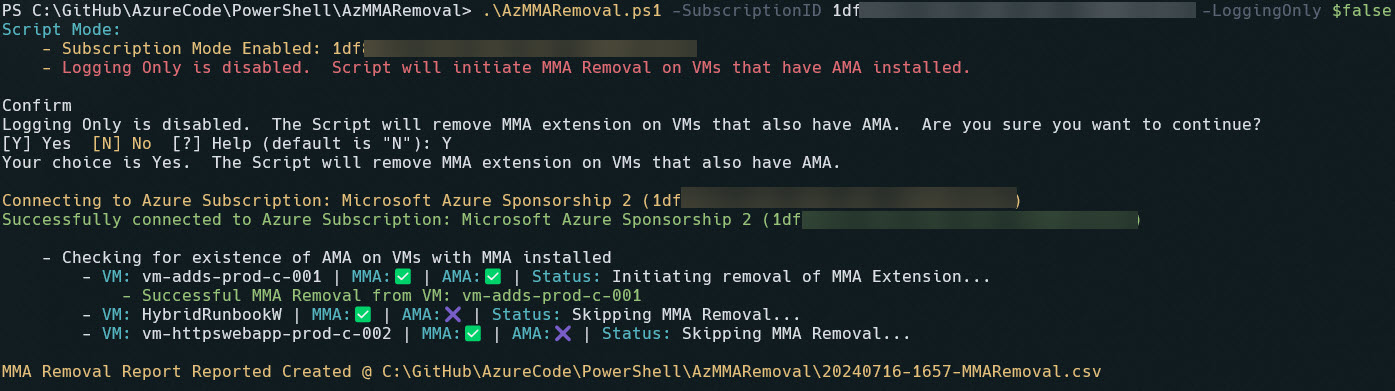 PS C:\GitHub\AzureCode\PowerShell\AzMMARemoval> .\AzMMARemoval.ps1 -SubscriptionID 1df -LoggingOnly $false
Script Mode:
- Subscription Mode Enabled: 1df
- Logging Only is disabled.  Script will initiate MMA Removal on VMs that have AMA installed.
Confirm
Logging Only is disabled.  The Script will remove MMA extension on VMs that also have AMA.  Are you sure you want to continue?
[Y] Yes  [N] No  [?] Help (default is "N"): Y
Your choice is Yes.  The Script will remove MMA extension on VMs that also have AMA.
Connecting to Azure Subscription: Microsoft Azure Sponsorship 2 (1df )
Successfully connected to Azure Subscription: Microsoft Azure Sponsorship 2 (1df )
- Checking for existence of AMA on VMs with MMA installed
- VM: vm-adds-prod-c-001 | MMA:✅ | AMA:✅ | Status: Initiating removal of MMA Extension...
- Successful MMA Removal from VM: vm-adds-prod-c-001
- VM: HybridRunbookW | MMA:✅ | AMA:❌ | Status: Skipping MMA Removal...
- VM: vm-httpswebapp-prod-c-002 | MMA:✅ | AMA:❌ | Status: Skipping MMA Removal...
MMA Removal Report Reported Created @ C:\GitHub\AzureCode\PowerShell\AzMMARemoval\20240716-1657-MMARemoval.csv